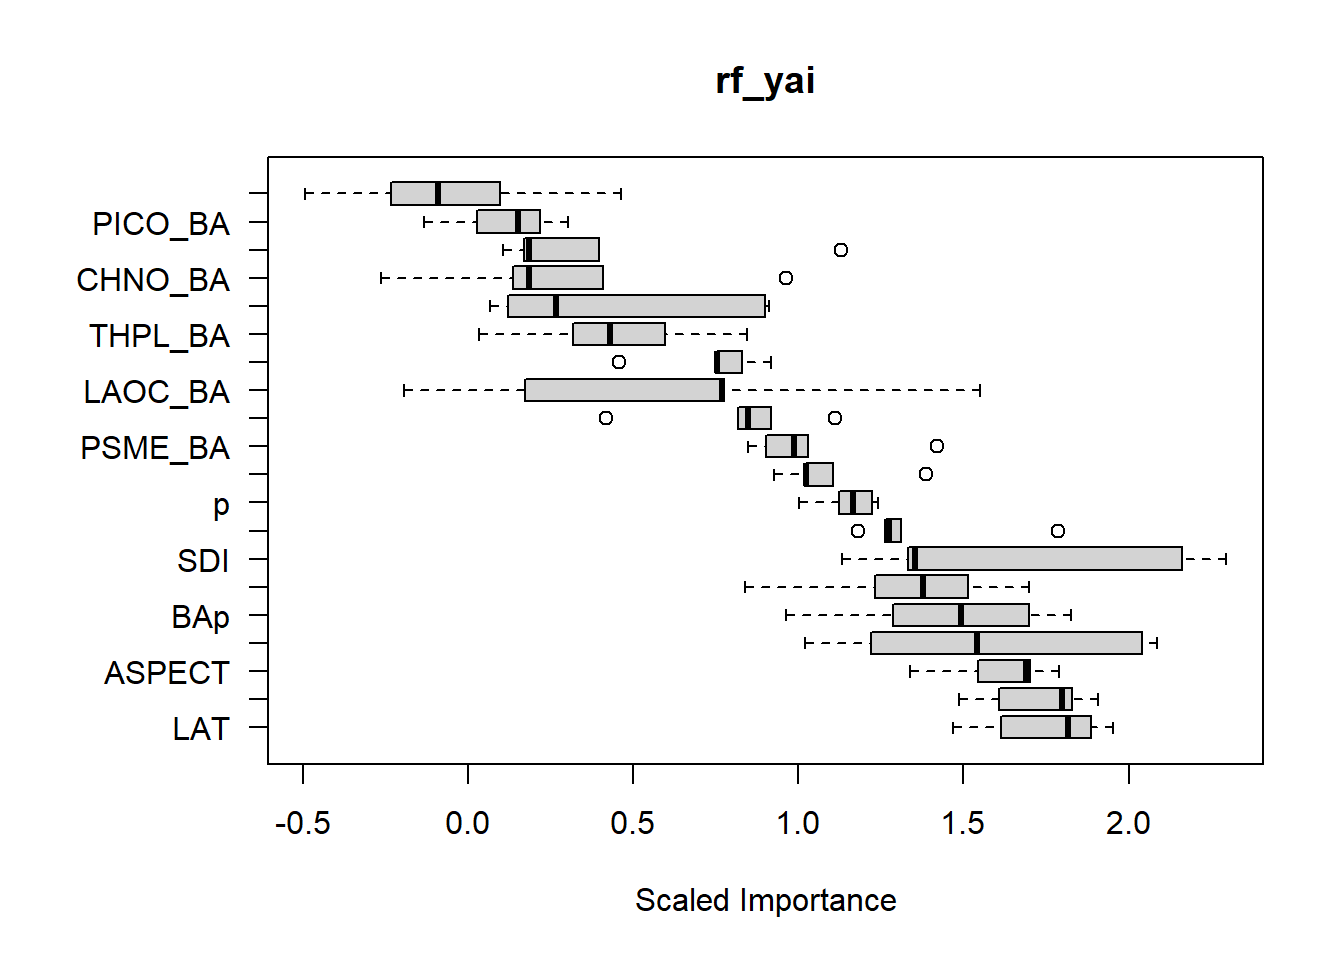 rf_yai
PICO_BA
CHNO_BA
THPL_BA
LAOC_BA
PSME_BA
p
SDI
BAp
ASPECT
LAT
-0.5 0.0 0.5 1.0 1.5 2.0
Scaled Importance